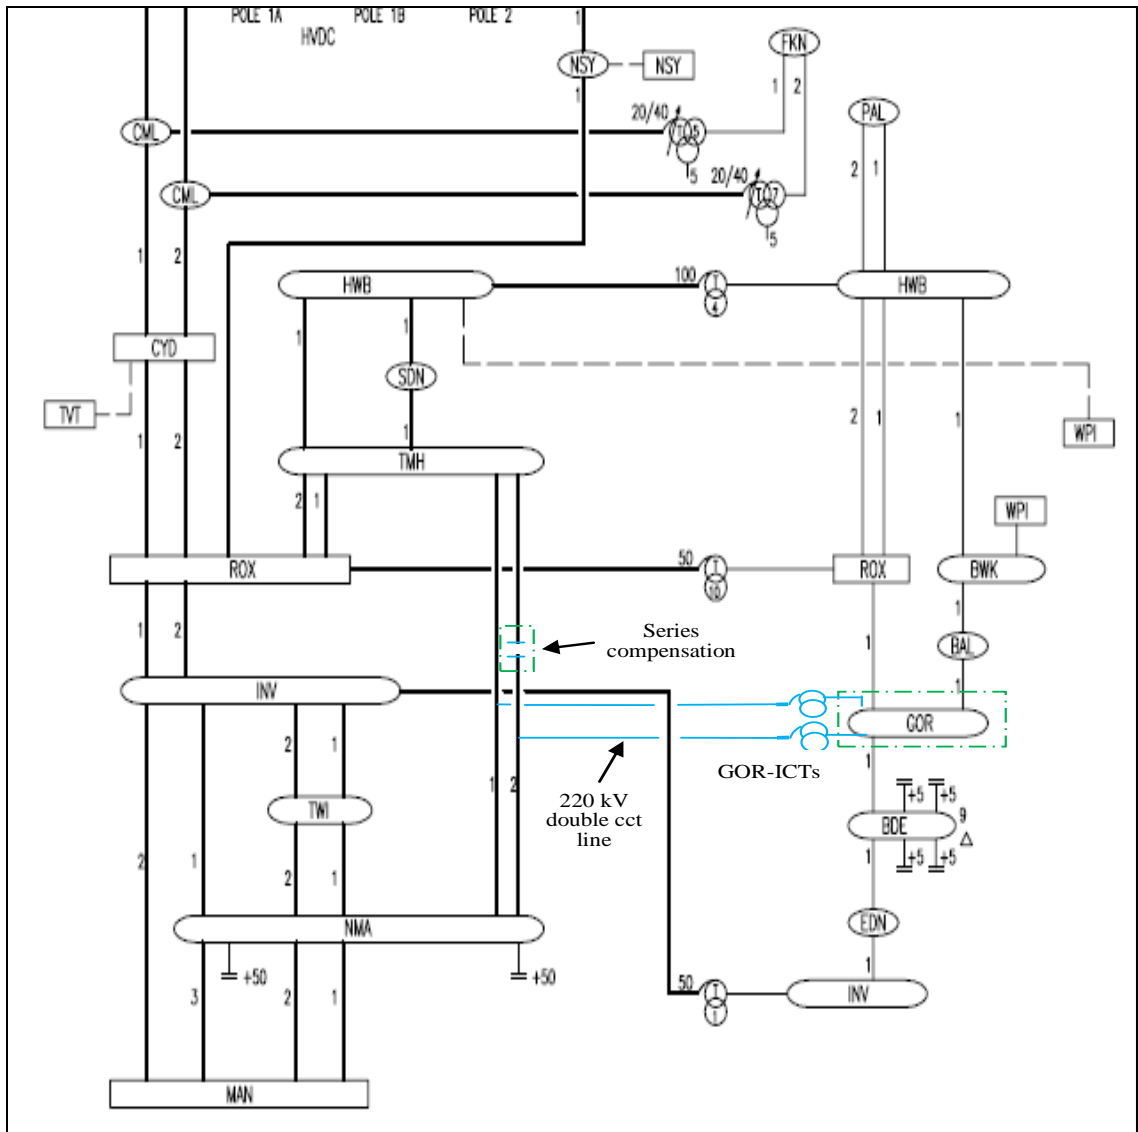 POLE 1A POLE 1B POLE 2
HVDC
1
NSY NSY
1
FKN
1 2
20/40
CML T 5
5
PAL
2 1
20/40
CML T 7
5
1 2
HWB
100
T
4
HWB
1 1
CYD
SDN
TVT
1 2
1
2 1
1
WPI
TMH
2 1
WPI
ROX
50
T
10
ROX
BWK
1 2
Series
compensation
1
1
BAL
1
INV
GOR
2 1
1 2
GOR-ICTs
1
220 kV
double cct
line
TWI
+5 +5
BDE
9
△
+5 +5
2 1
2 1
1
NMA
EDN
+50 +50
1
3 2 1
50
T
1
INV
MAN